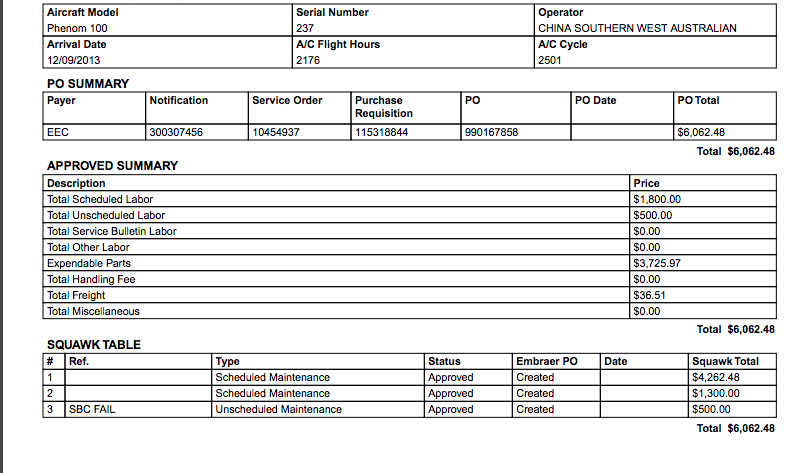 Aircraft Model Serial Number Operator
Phenom 100 237 CHINA SOUTHERN WEST AUSTRALIAN
Arrival Date A/C Flight Hours A/C Cycle
12/09/2013 2176 2501
PO SUMMARY
Payer Notification Service Order Purchase Requisition PO PO Date PO Total
EEC 300307456 10454937 115318844 990167858 $6,062.48
Total $6,062.48
APPROVED SUMMARY
Description Price
Total Scheduled Labor $1,800.00
Total Unscheduled Labor $500.00
Total Service Bulletin Labor $0.00
Total Other Labor $0.00
Expendable Parts $3,725.97
Total Handling Fee $0.00
Total Freight $36.51
Total Miscellaneous $0.00
Total $6,062.48
SQUAWK TABLE
# Ref. Type Status Embraer PO Date Squawk Total
1 Scheduled Maintenance Approved Created $4,262.48
2 Scheduled Maintenance Approved Created $1,300.00
3 SBC FAIL Unscheduled Maintenance Approved Created $500.00
Total $6,062.48